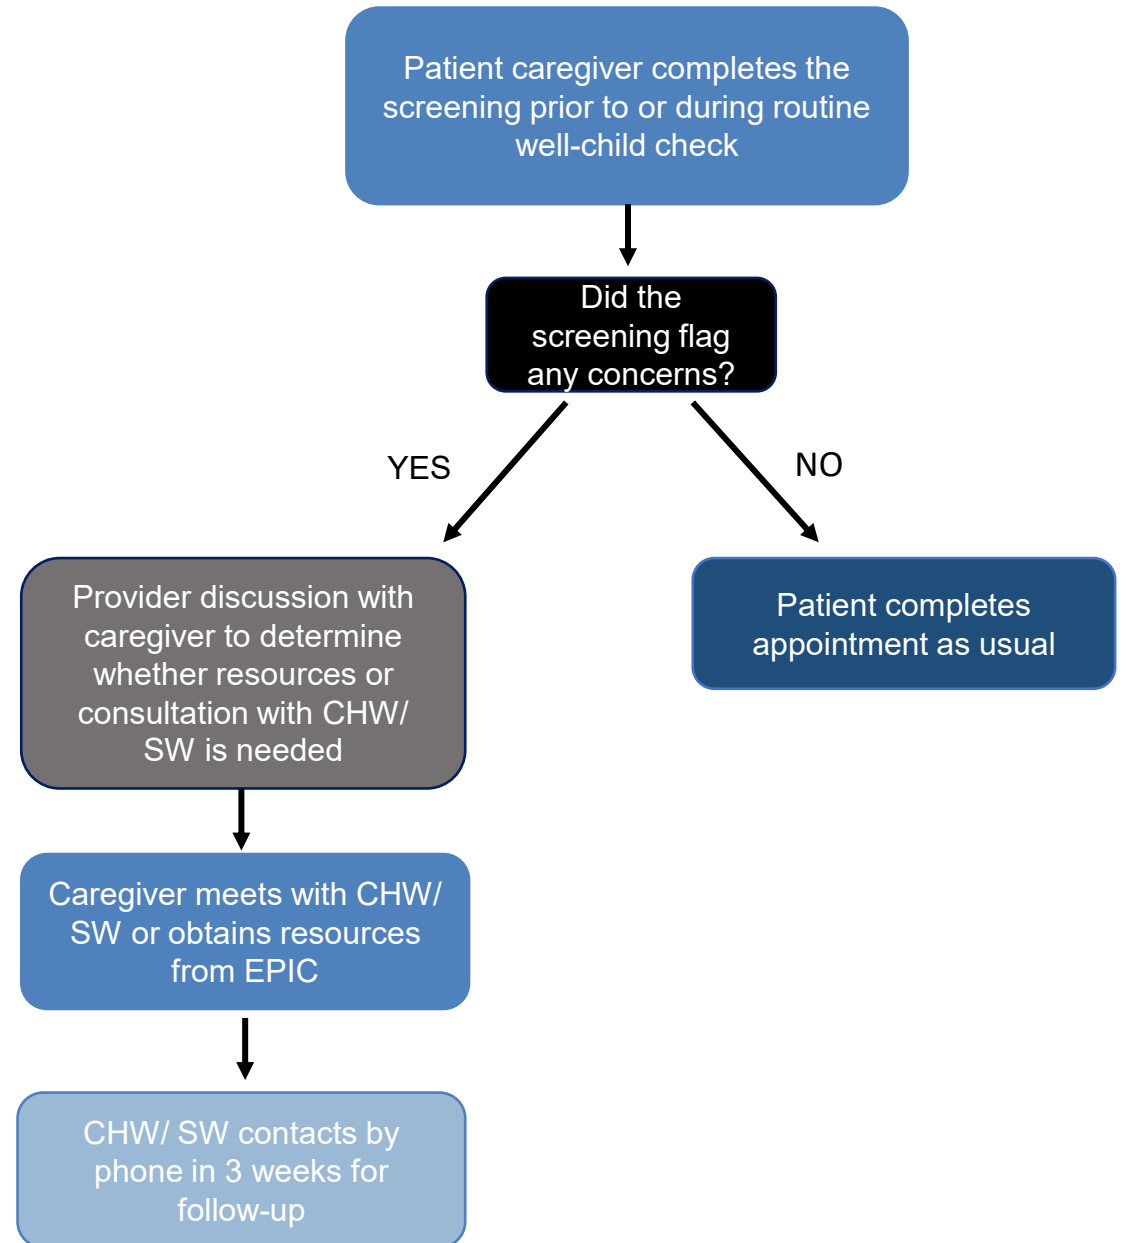 Patient caregiver completes the
screening prior to or during routine
well-child check
Did the
screening flag
any concerns?
YES
NO
Provider discussion with
caregiver to determine
whether resources or
consultation with CHW/
SW is needed
Patient completes
appointment as usual
Caregiver meets with CHW/
SW or obtains resources
from EPIC
CHW/ SW contacts by
phone in 3 weeks for
follow-up